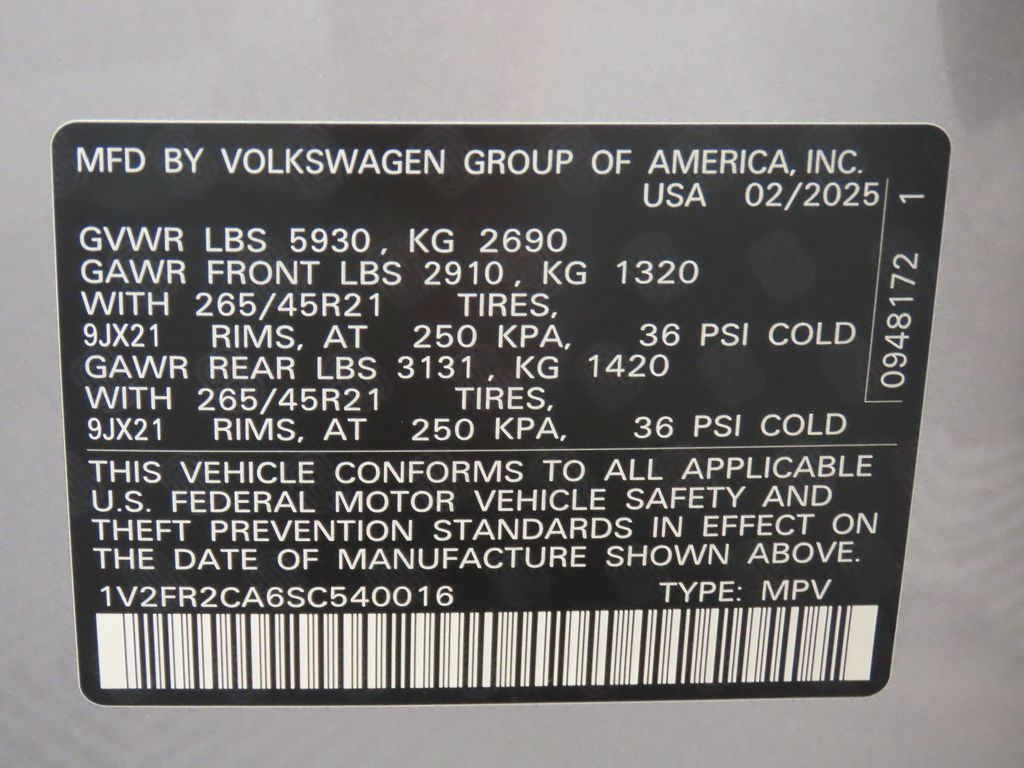 MFD BY VOLKSWAGEN GROUP OF AMERICA, INC.
USA 02/2025
GVWR LBS 5930, KG 2690
GAWR FRONT LBS 2910, KG 1320
WITH 265/45R21 TIRES,
9JX21 RIMS, AT 250 KPA, 36 PSI COLD
GAWR REAR LBS 3131, KG 1420
WITH 265/45R21 TIRES,
9JX21 RIMS, AT 250 KPA, 36 PSI COLD
0948172 1
THIS VEHICLE CONFORMS TO ALL APPLICABLE
U.S. FEDERAL MOTOR VEHICLE SAFETY AND
THEFT PREVENTION STANDARDS IN EFFECT ON
THE DATE OF MANUFACTURE SHOWN ABOVE.
1V2FR2CA6SC540016 TYPE: MPV